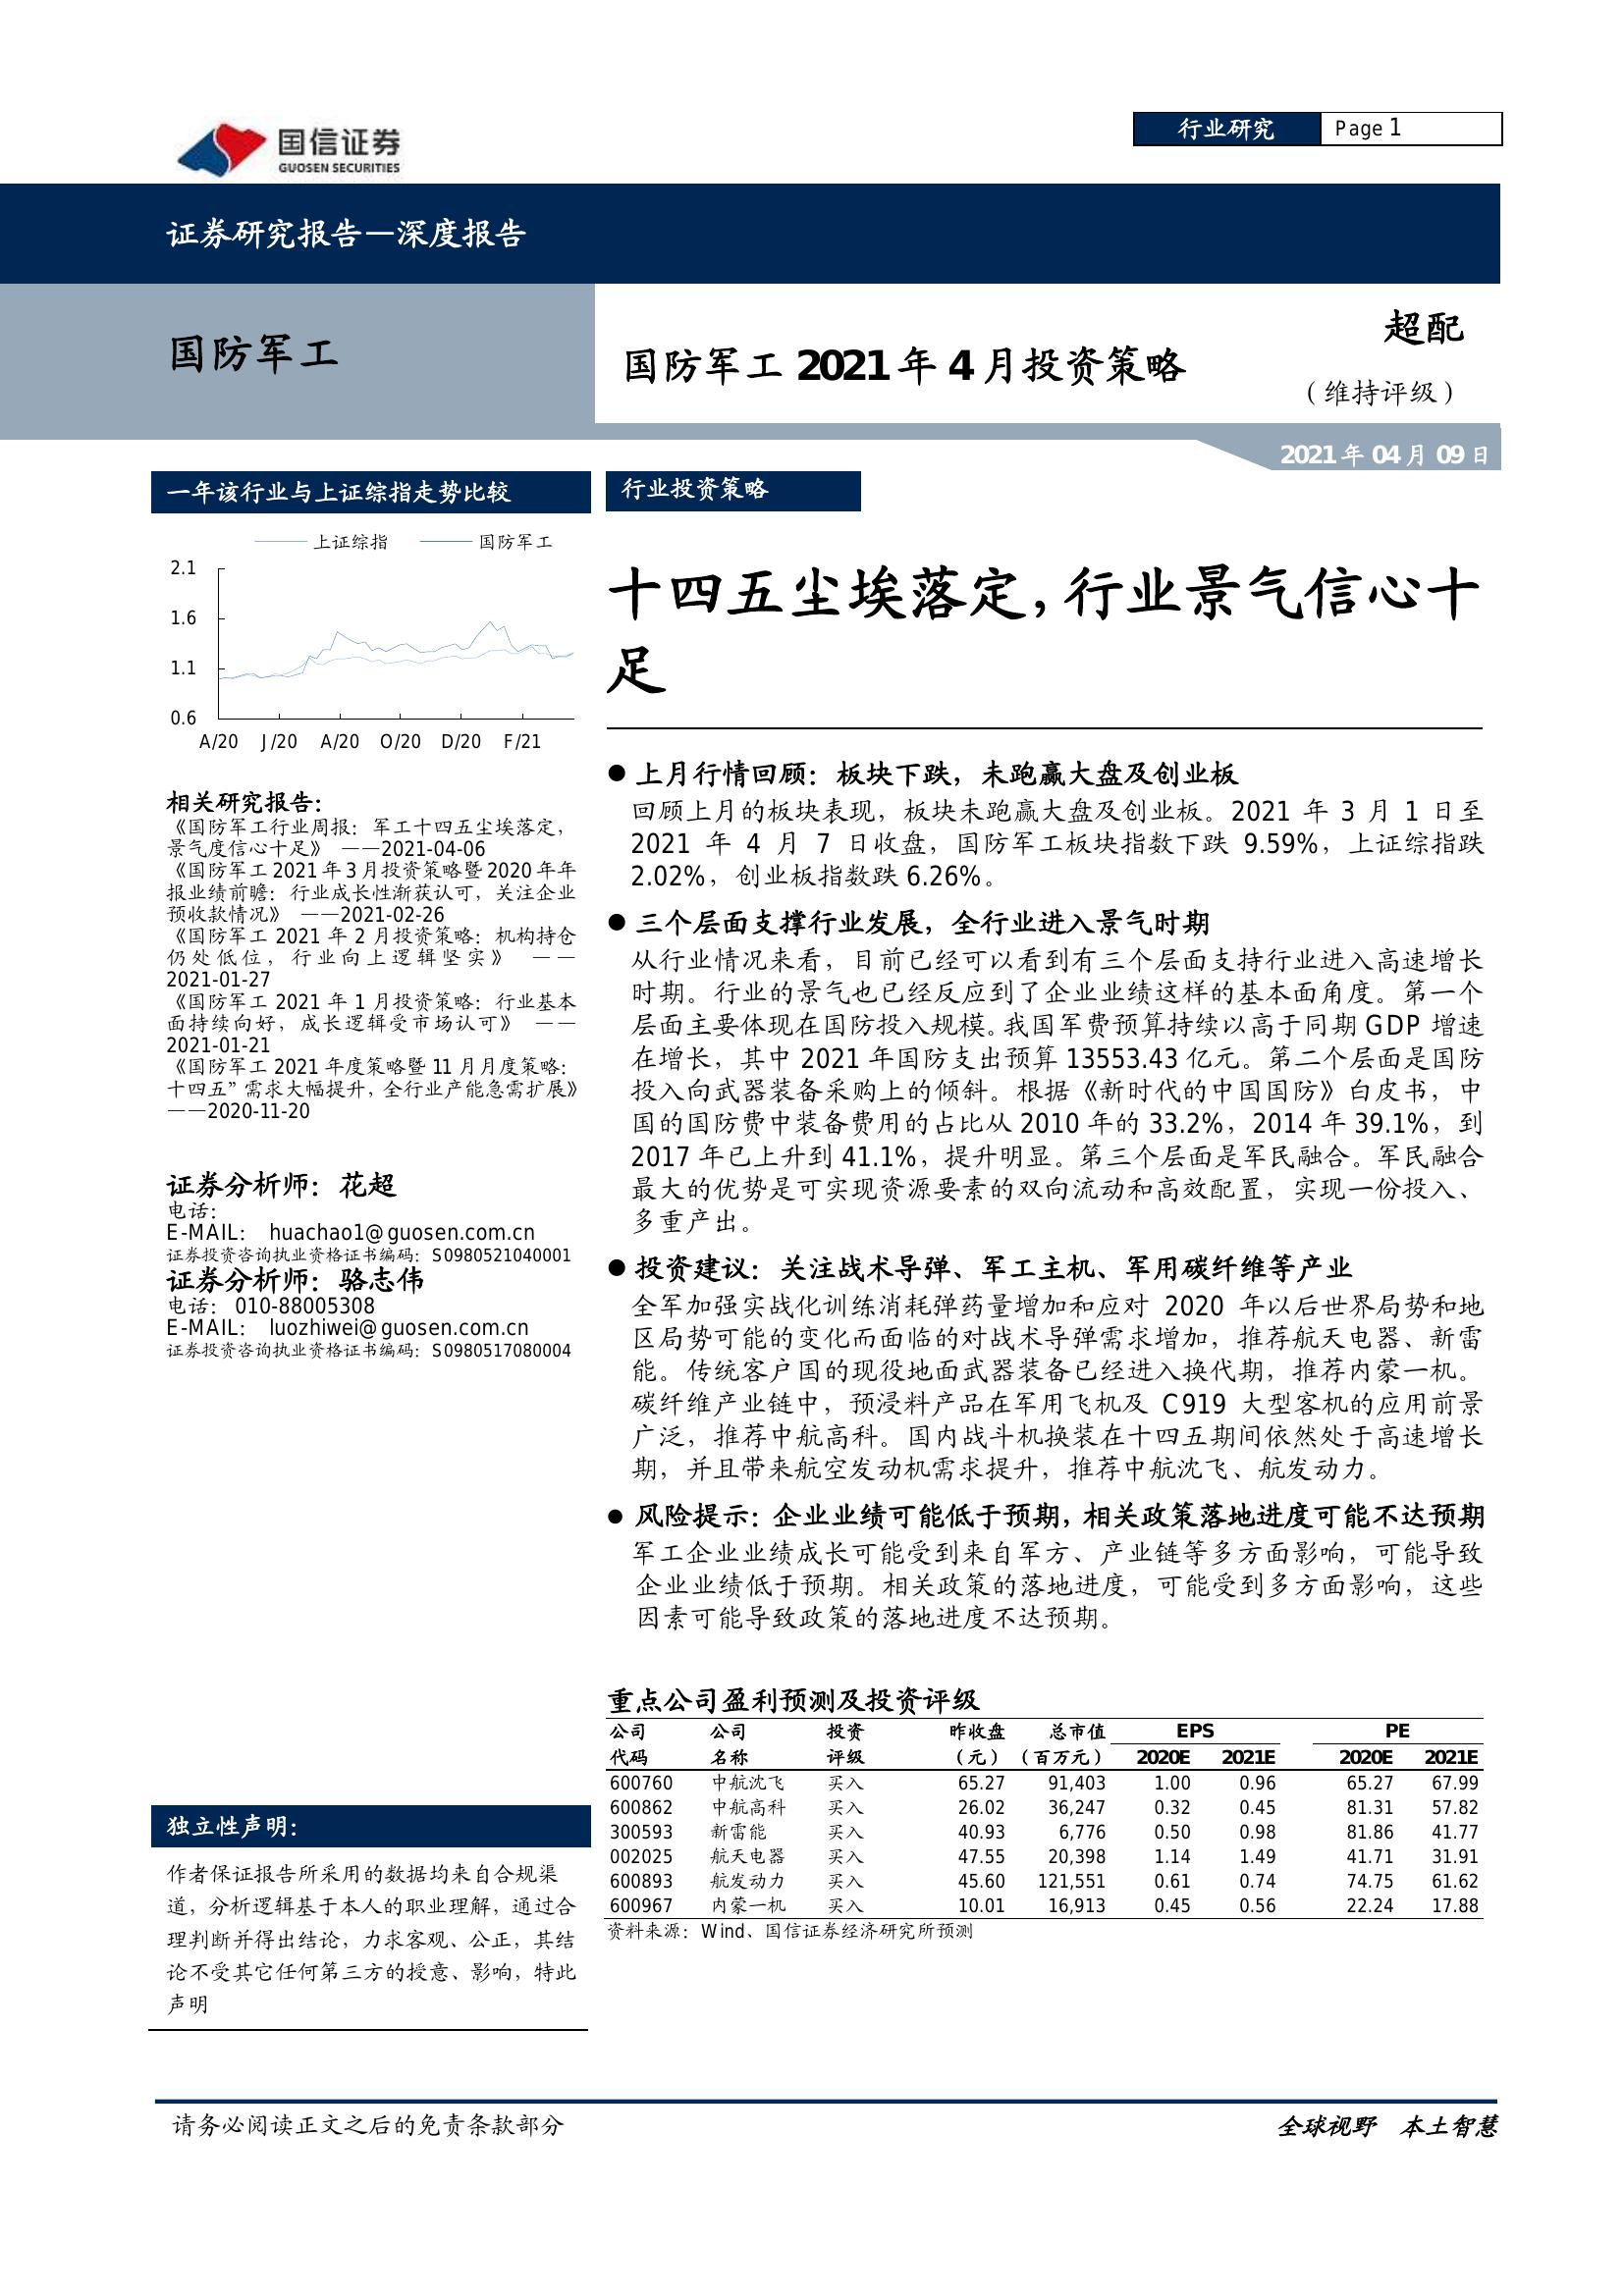 国信证券
GUOSEN SECURITIES
行业研究 Page 1
证券研究报告—深度报告
国防军工
国防军工 2021 年 4 月投资策略
超配
（维持评级）
2021 年 04 月 09 日
一年该行业与上证综指走势比较
上证综指 国防军工
2.1
1.6
1.1
0.6
A/20 J/20 A/20 O/20 D/20 F/21
相关研究报告：
《国防军工行业周报：军工十四五尘埃落定，
景气度信心十足》 ——2021-04-06
《国防军工 2021 年 3 月投资策略暨 2020 年年
报业绩前瞻：行业成长性渐获认可，关注企业
预收款情况》 ——2021-02-26
《国防军工 2021 年 2 月投资策略：机构持仓
仍处低位，行业向上逻辑坚实》 ——
2021-01-27
《国防军工 2021 年 1 月投资策略：行业基本
面持续向好，成长逻辑受市场认可》 ——
2021-01-21
《国防军工 2021 年度策略暨 11 月月度策略：
十四五”需求大幅提升，全行业产能急需扩展》
——2020-11-20
证券分析师：花超
电话：
E-MAIL： huachao1@guosen.com.cn
证券投资咨询执业资格证书编码：S0980521040001
证券分析师：骆志伟
电话： 010-88005308
E-MAIL： luozhiwei@guosen.com.cn
证券投资咨询执业资格证书编码：S0980517080004
独立性声明：
作者保证报告所采用的数据均来自合规渠
道，分析逻辑基于本人的职业理解，通过合
理判断并得出结论，力求客观、公正，其结
论不受其它任何第三方的授意、影响，特此
声明
行业投资策略
十四五尘埃落定，行业景气信心十
足
● 上月行情回顾：板块下跌，未跑赢大盘及创业板
回顾上月的板块表现，板块未跑赢大盘及创业板。2021 年 3 月 1 日至
2021 年 4 月 7 日收盘，国防军工板块指数下跌 9.59%，上证综指跌
2.02%，创业板指数跌 6.26%。
● 三个层面支撑行业发展，全行业进入景气时期
从行业情况来看，目前已经可以看到有三个层面支持行业进入高速增长
时期。行业的景气也已经反应到了企业业绩这样的基本面角度。第一个
层面主要体现在国防投入规模。我国军费预算持续以高于同期 GDP 增速
在增长，其中 2021 年国防支出预算 13553.43 亿元。第二个层面是国防
投入向武器装备采购上的倾斜。根据《新时代的中国国防》白皮书，中
国的国防费中装备费用的占比从 2010 年的 33.2%，2014 年 39.1%，到
2017 年已上升到 41.1%，提升明显。第三个层面是军民融合。军民融合
最大的优势是可实现资源要素的双向流动和高效配置，实现一份投入、
多重产出。
● 投资建议：关注战术导弹、军工主机、军用碳纤维等产业
全军加强实战化训练消耗弹药量增加和应对 2020 年以后世界局势和地
区局势可能的变化而面临的对战术导弹需求增加，推荐航天电器、新雷
能。传统客户国的现役地面武器装备已经进入换代期，推荐内蒙一机。
碳纤维产业链中，预浸料产品在军用飞机及 C919 大型客机的应用前景
广泛，推荐中航高科。国内战斗机换装在十四五期间依然处于高速增长
期，并且带来航空发动机需求提升，推荐中航沈飞、航发动力。
● 风险提示：企业业绩可能低于预期，相关政策落地进度可能不达预期
军工企业业绩成长可能受到来自军方、产业链等多方面影响，可能导致
企业业绩低于预期。相关政策的落地进度，可能受到多方面影响，这些
因素可能导致政策的落地进度不达预期。
重点公司盈利预测及投资评级
公司 公司 投资 昨收盘 总市值 EPS PE
代码 名称 评级 （元） （百万元） 2020E 2021E 2020E 2021E
600760 中航沈飞 买入 65.27 91,403 1.00 0.96 65.27 67.99
600862 中航高科 买入 26.02 36,247 0.32 0.45 81.31 57.82
300593 新雷能 买入 40.93 6,776 0.50 0.98 81.86 41.77
002025 航天电器 买入 47.55 20,398 1.14 1.49 41.71 31.91
600893 航发动力 买入 45.60 121,551 0.61 0.74 74.75 61.62
600967 内蒙一机 买入 10.01 16,913 0.45 0.56 22.24 17.88
资料来源：Wind、国信证券经济研究所预测
请务必阅读正文之后的免责条款部分
全球视野 本土智慧